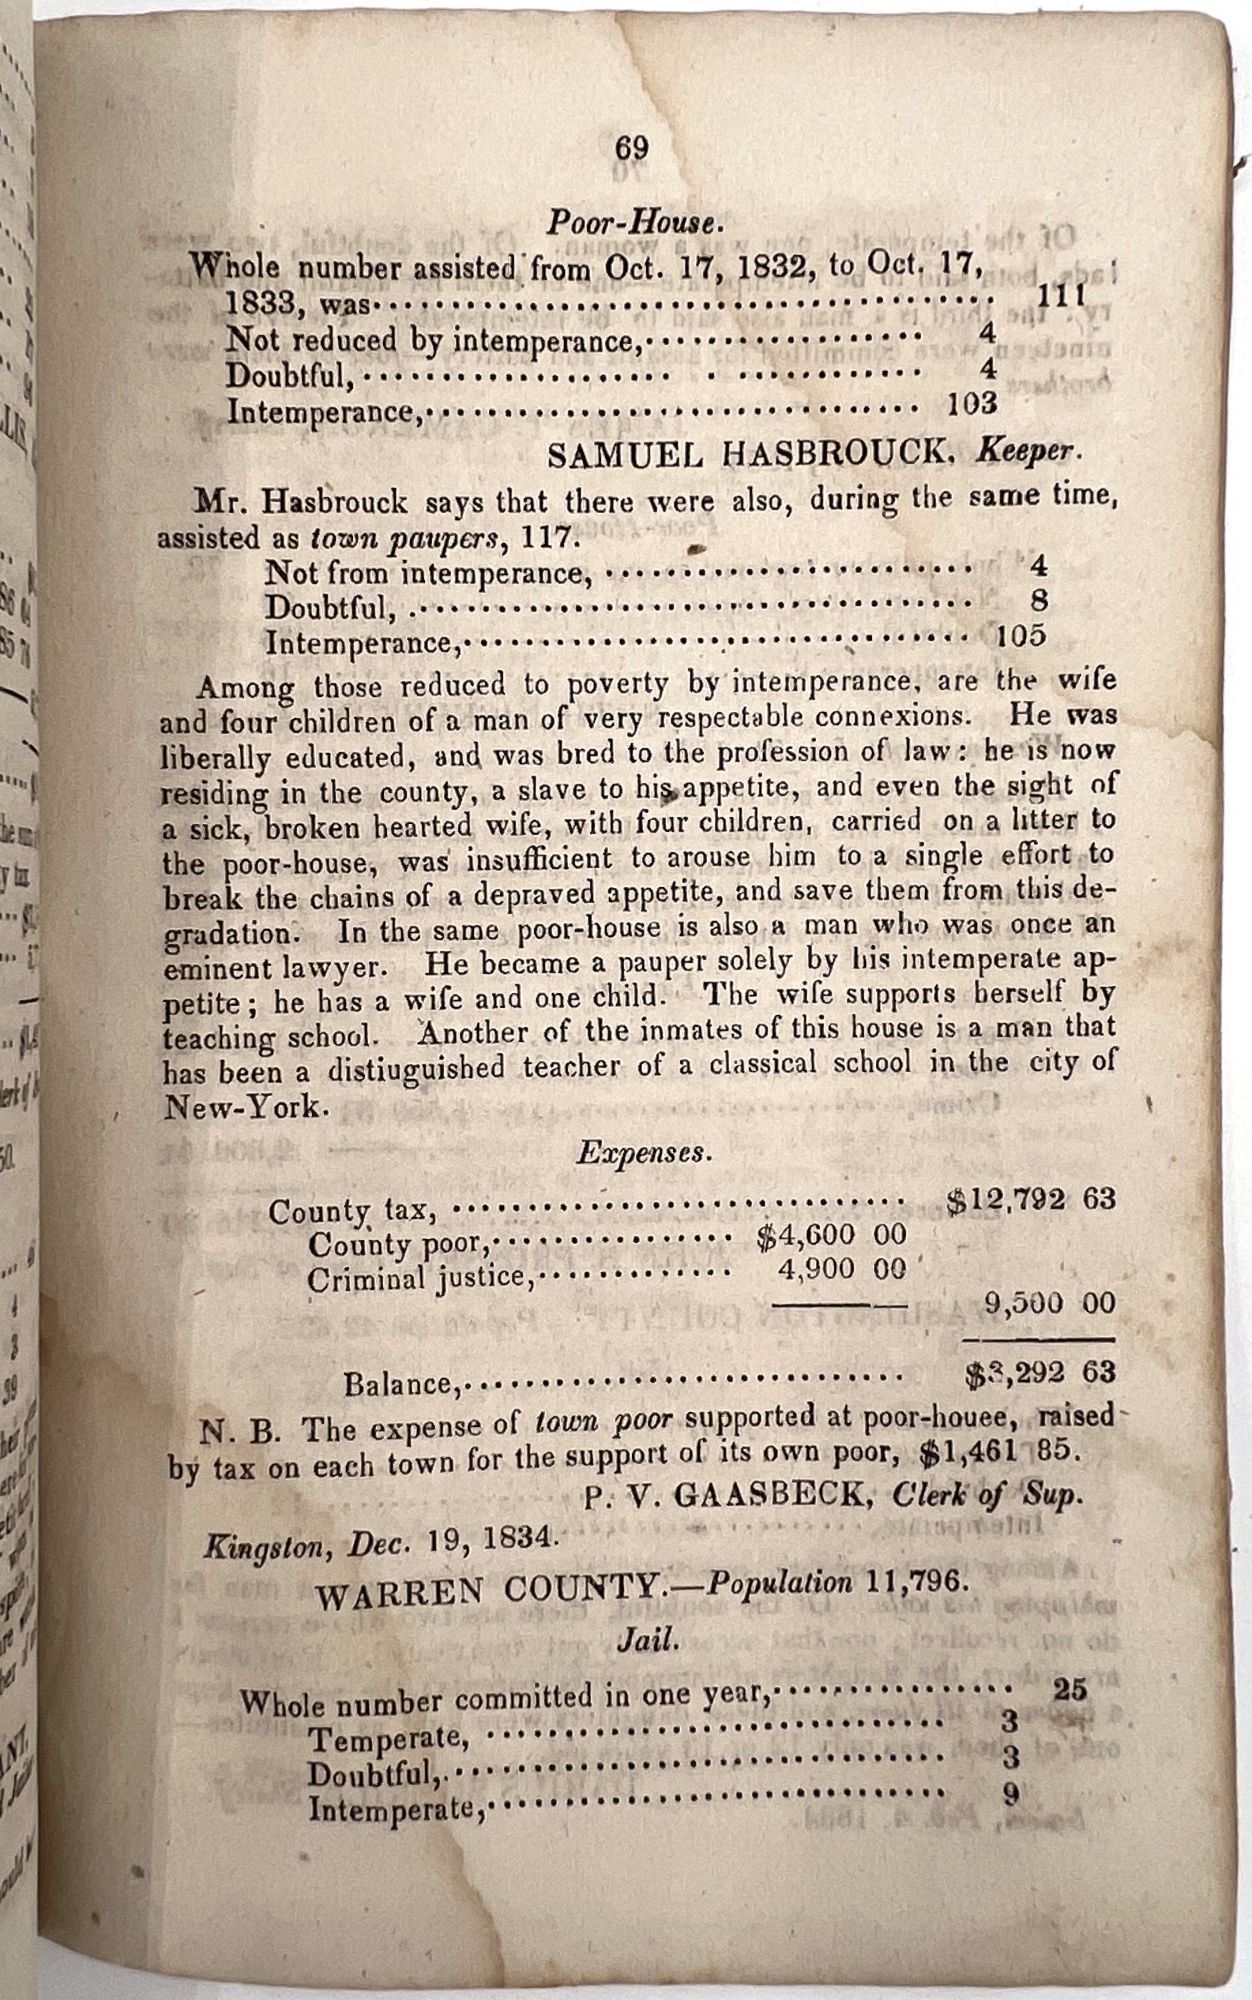 69
Poor-House.
Whole number assisted from Oct. 17, 1832, to Oct. 17,
1833, was 111
Not reduced by intemperance, 4
Doubtful, 4
Intemperance, 103
SAMUEL HASBROUCK, Keeper.
Mr. Hasbrouck says that there were also, during the same time,
assisted as town paupers, 117.
Not from intemperance, 4
Doubtful, 8
Intemperance, 105
Among those reduced to poverty by intemperance, are the wife
and four children of a man of very respectable connexions. He was
liberally educated, and was bred to the profession of law: he is now
residing in the county, a slave to his appetite, and even the sight of
a sick, broken hearted wife, with four children, carried on a litter to
the poor-house, was insufficient to arouse him to a single effort to
break the chains of a depraved appetite, and save them from this de-
gradation. In the same poor-house is also a man who was once an
eminent lawyer. He became a pauper solely by his intemperate ap-
petite; he has a wife and one child. The wife supports herself by
teaching school. Another of the inmates of this house is a man that
has been a distiuguished teacher of a classical school in the city of
New-York.
Expenses.
County tax, $12,792 63
County poor, $4,600 00
Criminal justice, 4,900 00
9,500 00
Balance, $3,292 63
N. B. The expense of town poor supported at poor-houee, raised
by tax on each town for the support of its own poor, $1,461 85.
P. V. GAASBECK, Clerk of Sup.
Kingston, Dec. 19, 1834.
WARREN COUNTY.—Population 11,796.
Jail.
Whole number committed in one year, 25
Temperate, 3
Doubtful, 3
Intemperate, 9